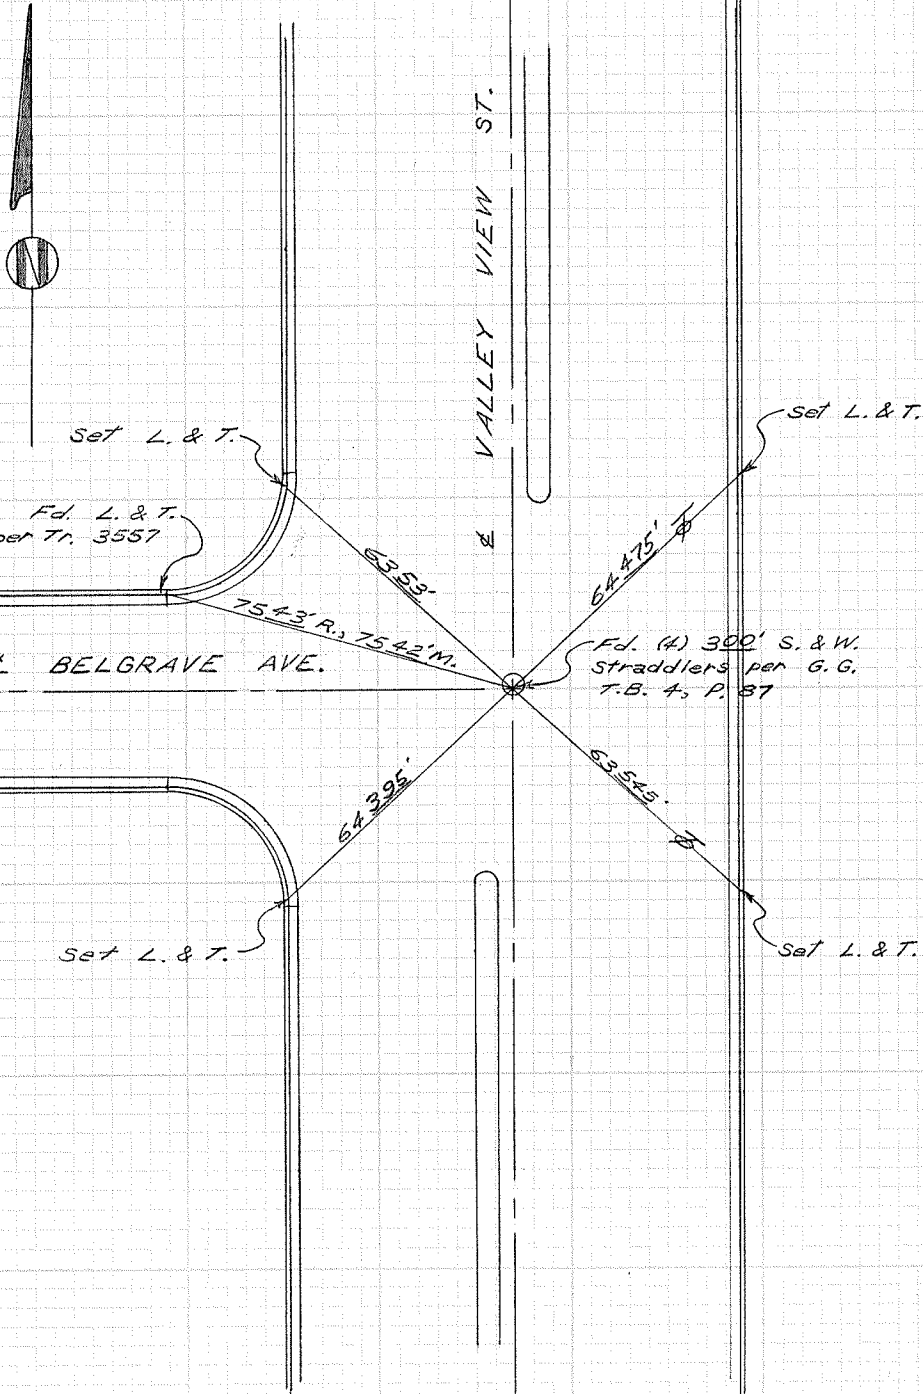 N
℄ VALLEY VIEW ST.
Set L. & T.
Set L. & T.
Fd. L. & T.
per Tr. 3557
63.53'
64.475'
75.43' R., 75.42' M.
BELGRAVE AVE.
Fd. (4) 3.00' S. & W.
Straddlers per G. G.
T.B. 4, P. 87
64.395'
63.545'
Set L. & T.
Set L. & T.